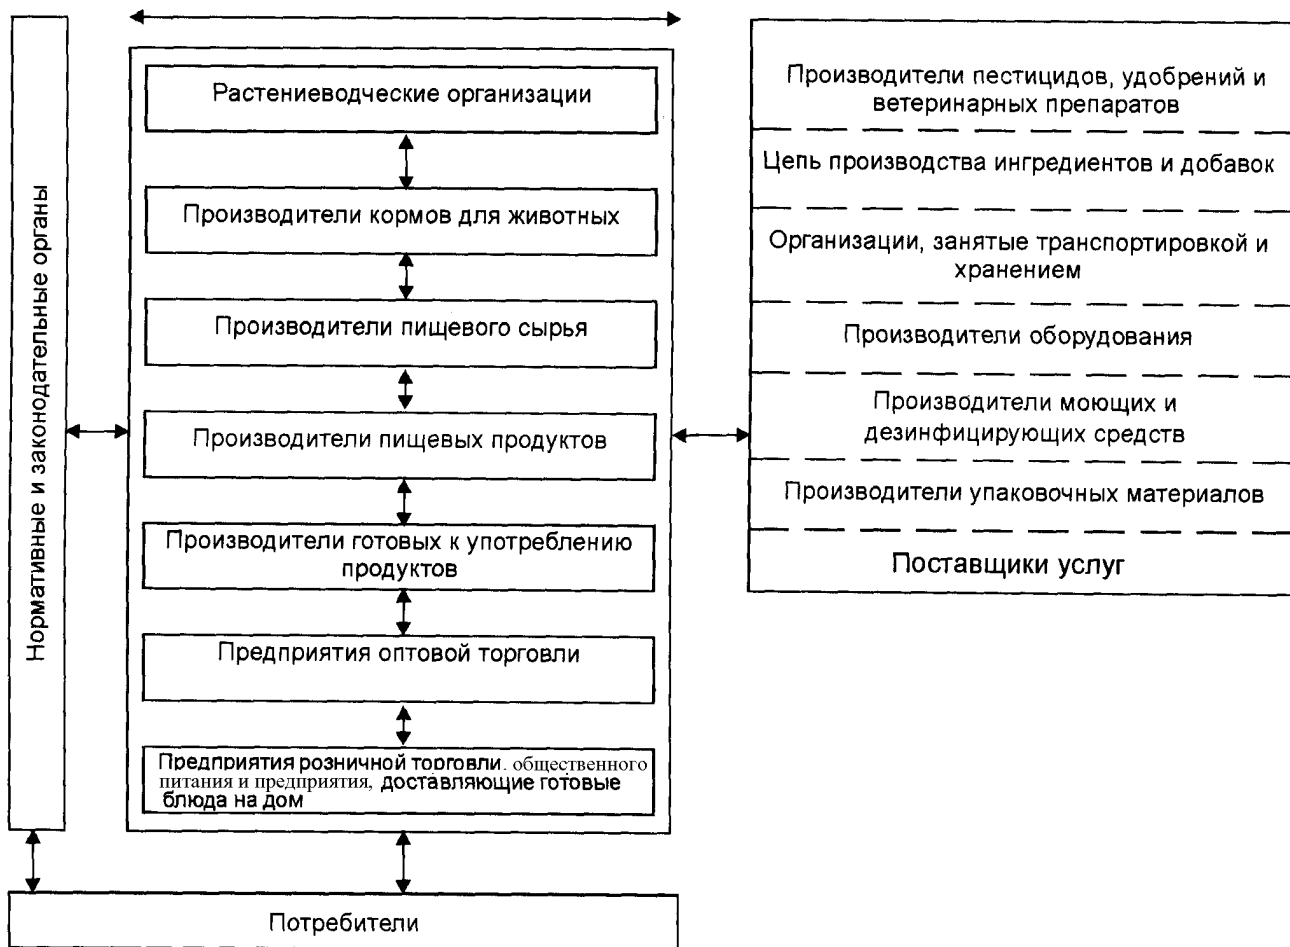 Нормативные и законодательные органы
Растениеводческие организации
Производители кормов для животных
Производители пищевого сырья
Производители пищевых продуктов
Производители готовых к употреблению
продуктов
Предприятия оптовой торговли
Предприятия розничной торговли. общественного
питания и предприятия, доставляющие готовые
блюда на дом
Производители пестицидов, удобрений и
ветеринарных препаратов
Цепь производства ингредиентов и добавок
Организации, занятые транспортировкой и
хранением
Производители оборудования
Производители моющих и
дезинфицирующих средств
Производители упаковочных материалов
Поставщики услуг
Потребители